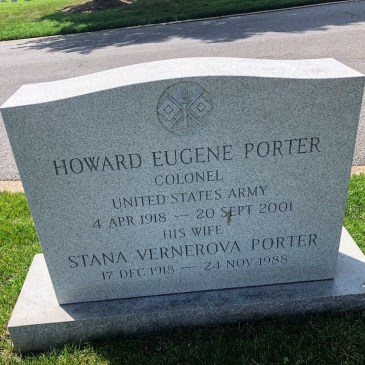 HOWARD EUGENE PORTER
COLONEL
UNITED STATES ARMY
4 APR 1918 — 20 SEPT 2001
HIS WIFE
STANA VERNEROVA PORTER
17 DEC 1918 — 24 NOV 1988